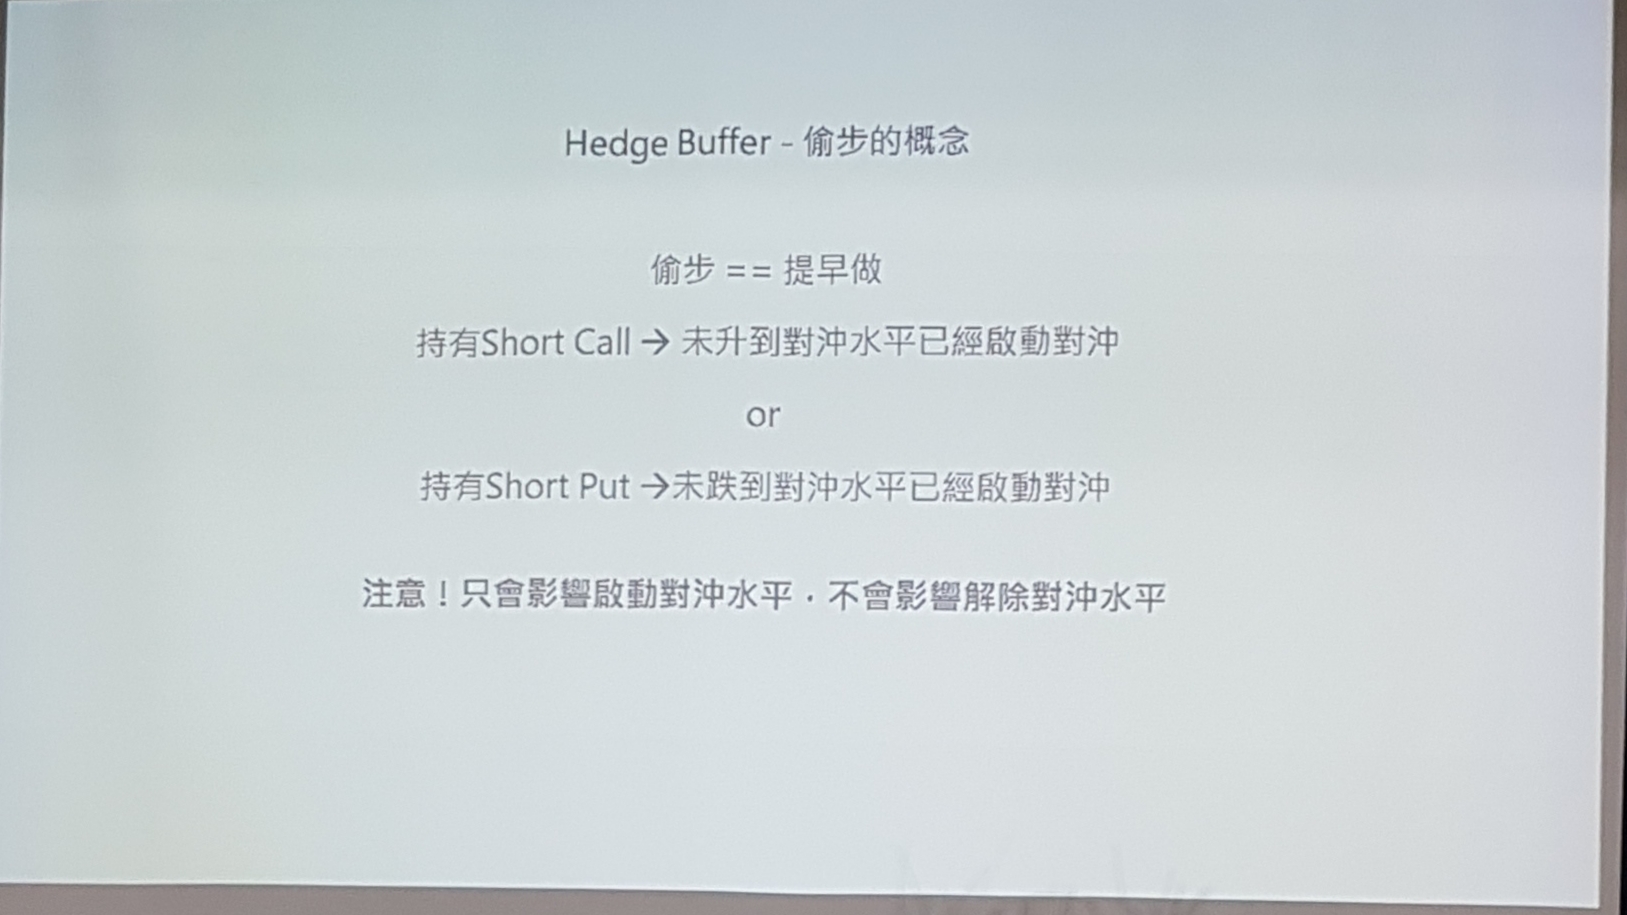 Hedge Buffer - 偷步的概念
偷步 == 提早做
持有Short Call → 未升到對沖水平已經啟動對沖
or
持有Short Put →未跌到對沖水平已經啟動對沖
注意！只會影響啟動對沖水平，不會影響解除對沖水平